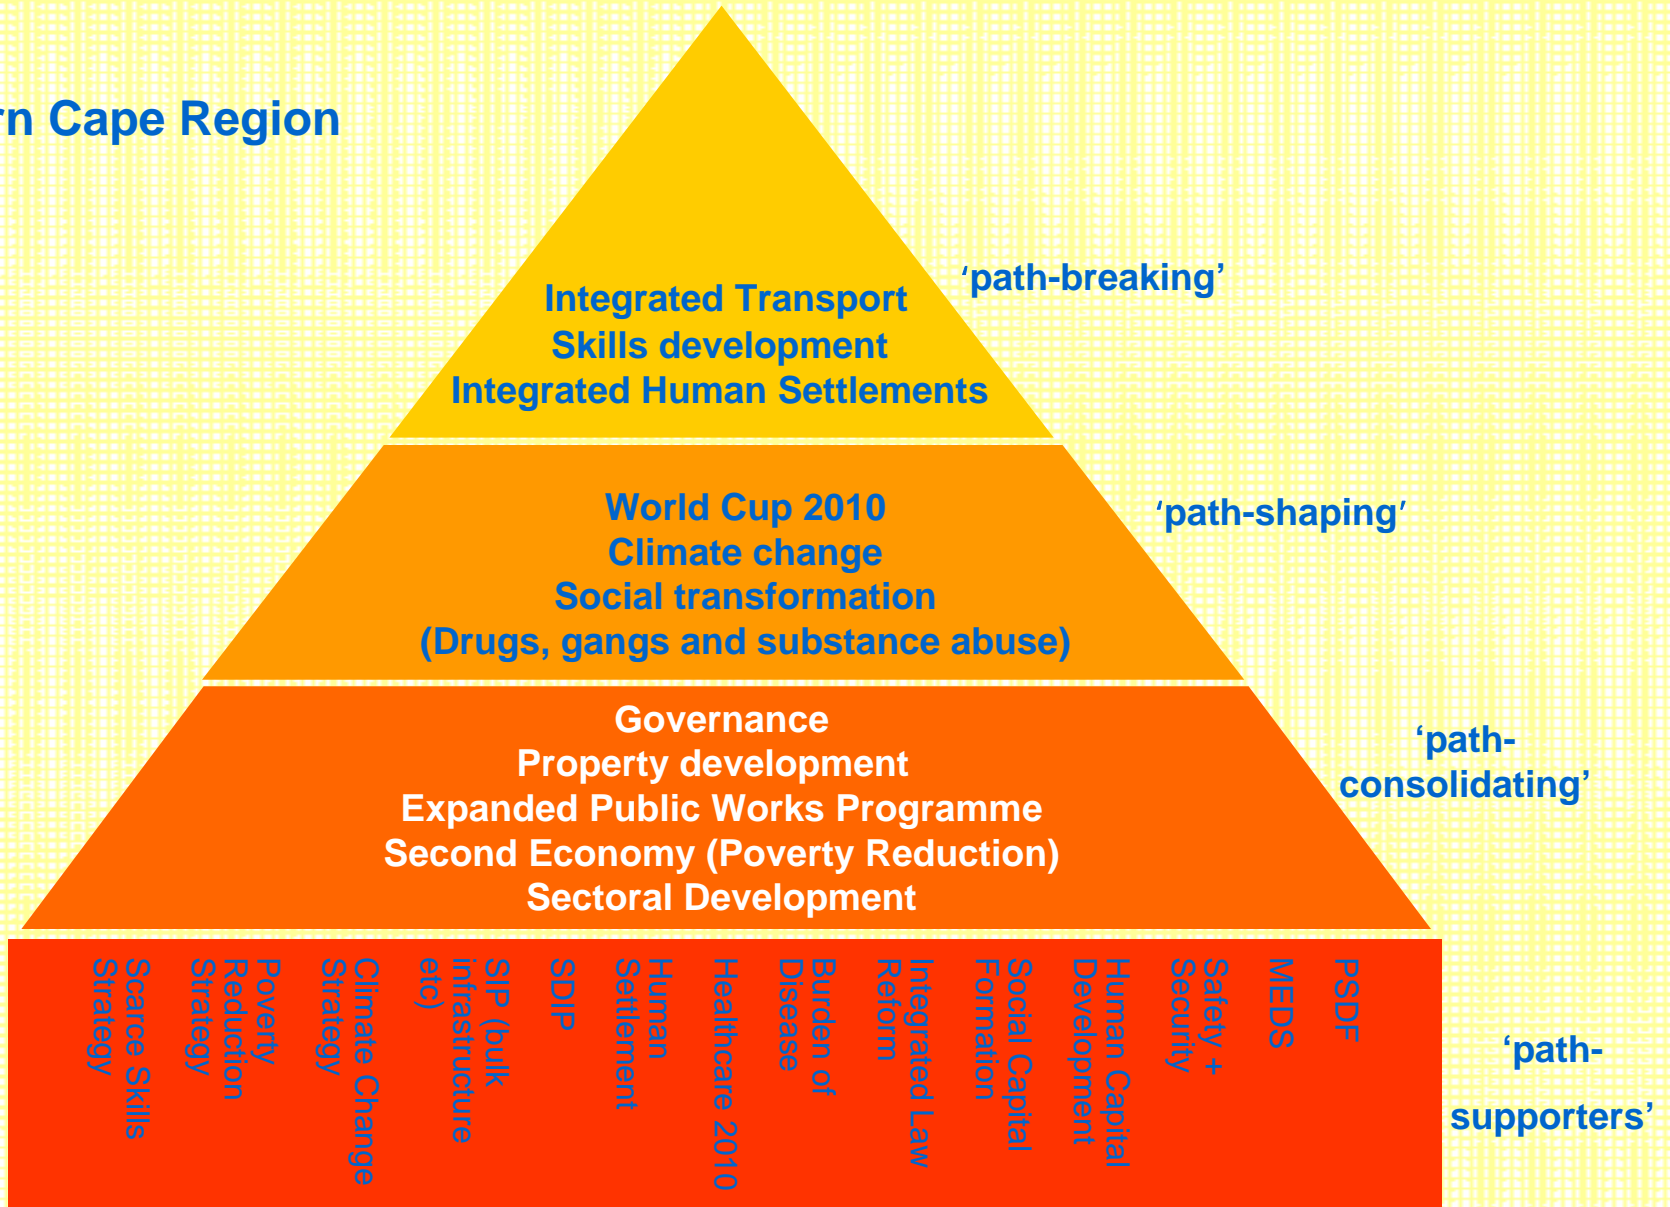 rn Cape Region
Integrated Transport
Skills development
Integrated Human Settlements
‘path-breaking’
World Cup 2010
Climate change
Social transformation
(Drugs, gangs and substance abuse)
‘path-shaping’
Governance
Property development
Expanded Public Works Programme
Second Economy (Poverty Reduction)
Sectoral Development
‘path-
consolidating’
Scarce Skills
Strategy
Poverty
Reduction
Strategy
Climate Change
Strategy
SIP (bulk
infrastructure
etc)
SDIP
Human
Settlement
Healthcare 2010
Burden of
Disease
Integrated Law
Reform
Social Capital
Formation
Human Capital
Development
Safety +
Security
MEDS
PSDF
‘path-
supporters’